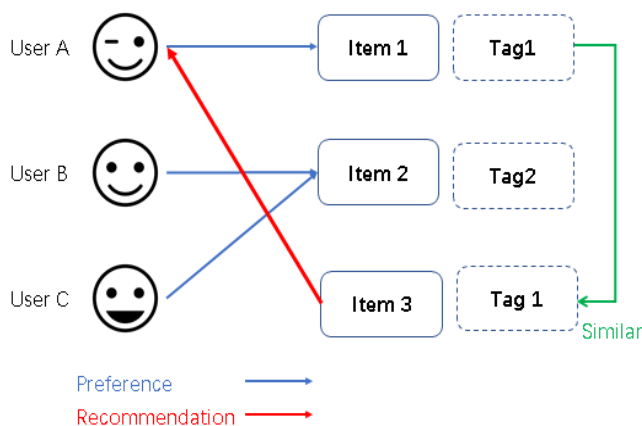 User A Item 1 Tag1
User B Item 2 Tag2
User C Item 3 Tag 1
Similar
Preference
Recommendation